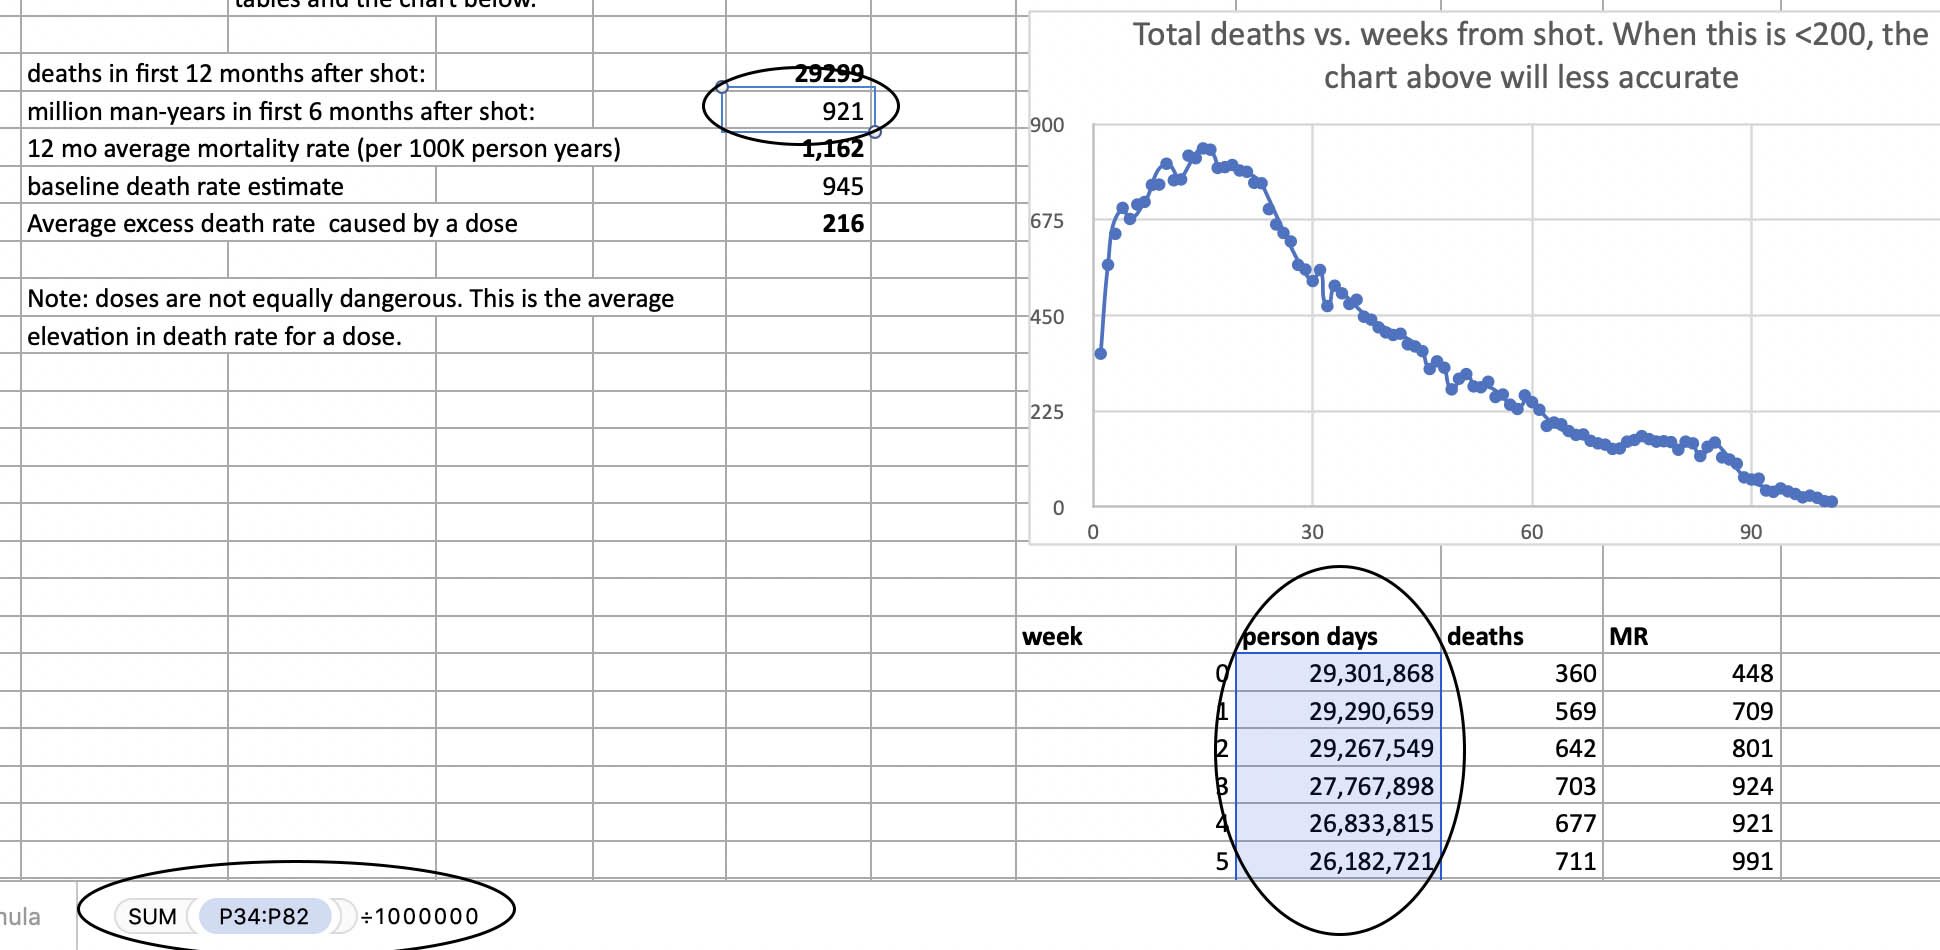 tables and the chart below.
deaths in first 12 months after shot: 29299
million man-years in first 6 months after shot: 921
12 mo average mortality rate (per 100K person years) 1,162
baseline death rate estimate 945
Average excess death rate  caused by a dose 216
Note: doses are not equally dangerous. This is the average
elevation in death rate for a dose.
Total deaths vs. weeks from shot. When this is <200, the
chart above will less accurate
900
675
450
225
0
0 30 60 90
week person days deaths MR
0 29,301,868 360 448
1 29,290,659 569 709
2 29,267,549 642 801
3 27,767,898 703 924
4 26,833,815 677 921
5 26,182,721 711 991
SUM P34:P82 ÷1000000